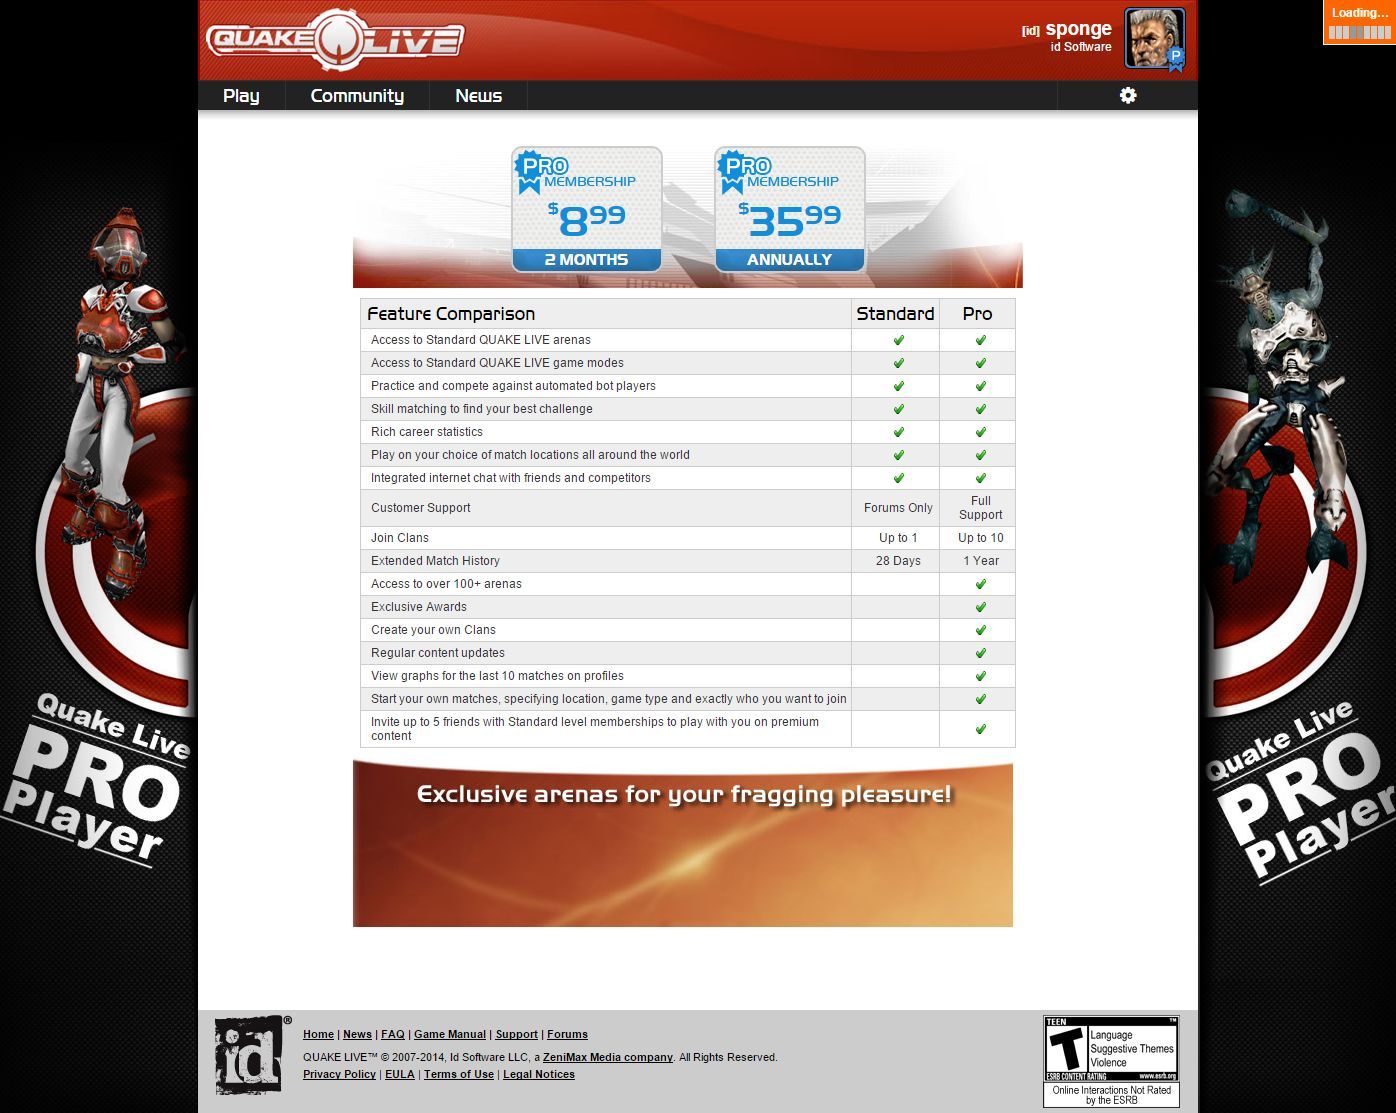 QUAKE LIVE
[id] sponge
id Software
P
Loading...
Play
Community
News
PRO
MEMBERSHIP
$8.99
2 MONTHS
PRO
MEMBERSHIP
$35.99
ANNUALLY
Feature Comparison Standard Pro
Access to Standard QUAKE LIVE arenas
Access to Standard QUAKE LIVE game modes
Practice and compete against automated bot players
Skill matching to find your best challenge
Rich career statistics
Play on your choice of match locations all around the world
Integrated internet chat with friends and competitors
Customer Support Forums Only Full
Support
Join Clans Up to 1 Up to 10
Extended Match History 28 Days 1 Year
Access to over 100+ arenas
Exclusive Awards
Create your own Clans
Regular content updates
View graphs for the last 10 matches on profiles
Start your own matches, specifying location, game type and exactly who you want to join
Invite up to 5 friends with Standard level memberships to play with you on premium
content
Exclusive arenas for your fragging pleasure!
Quake Live
PRO
Player
Quake Live
PRO
Player
id®
Home | News | FAQ | Game Manual | Support | Forums
QUAKE LIVE™ © 2007-2014, Id Software LLC, a ZeniMax Media company. All Rights Reserved.
Privacy Policy | EULA | Terms of Use | Legal Notices
TEEN ™
T
Language
Suggestive Themes
Violence
ESRB CONTENT RATING www.esrb.org
Online Interactions Not Rated
by the ESRB